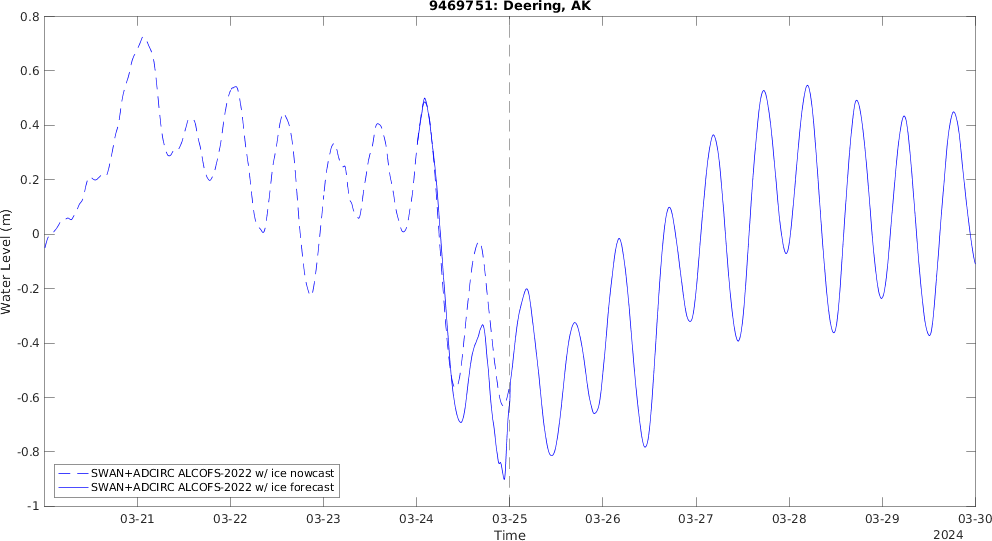 9469751: Deering, AK
0.8
0.6
0.4
0.2
0
-0.2
-0.4
-0.6
-0.8
-1
Water Level (m)
SWAN+ADCIRC ALCOFS-2022 w/ ice nowcast
SWAN+ADCIRC ALCOFS-2022 w/ ice forecast
03-21 03-22 03-23 03-24 03-25 03-26 03-27 03-28 03-29 03-30
Time
2024